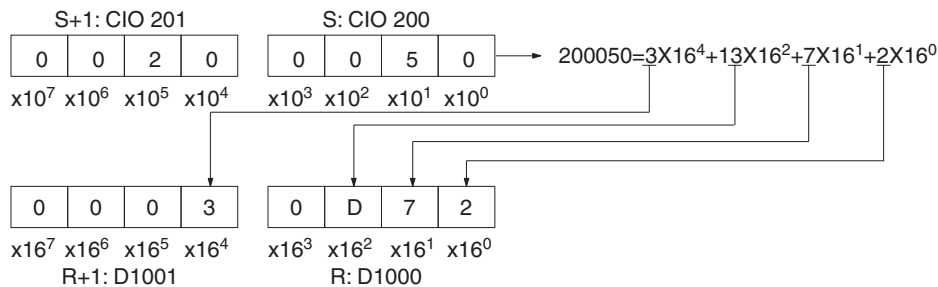 S+1: CIO 201 S: CIO 200
0 0 2 0 0 0 5 0 200050=3X16⁴+13X16²+7X16¹+2X16⁰
x10⁷ x10⁶ x10⁵ x10⁴ x10³ x10² x10¹ x10⁰
0 0 0 3 0 D 7 2
x16⁷ x16⁶ x16⁵ x16⁴ x16³ x16² x16¹ x16⁰
R+1: D1001 R: D1000